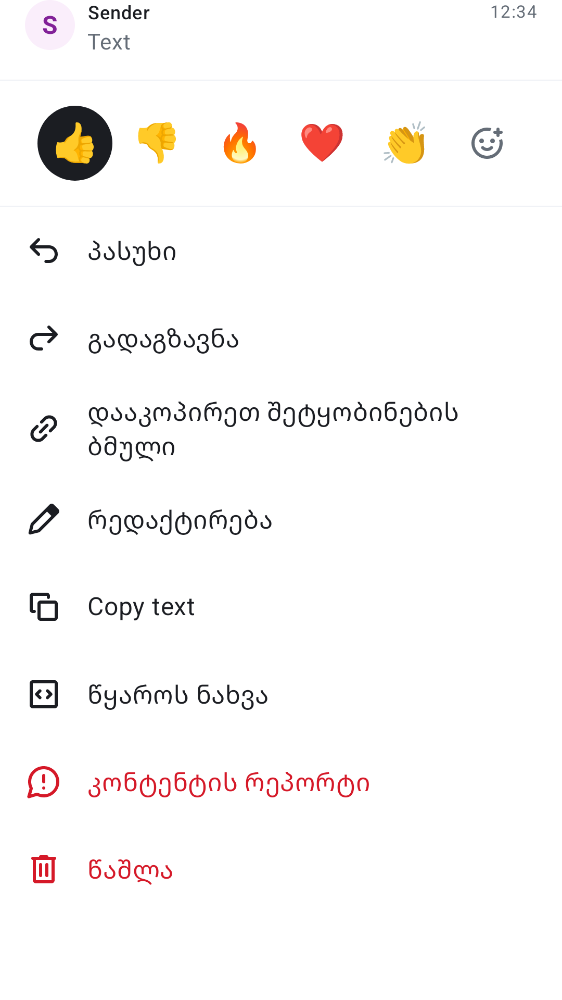 S
Sender
12:34
Text
პასუხი
გადაგზავნა
დააკოპირეთ შეტყობინების
ბმული
რედაქტირება
Copy text
წყაროს ნახვა
კონტენტის რეპორტი
წაშლა